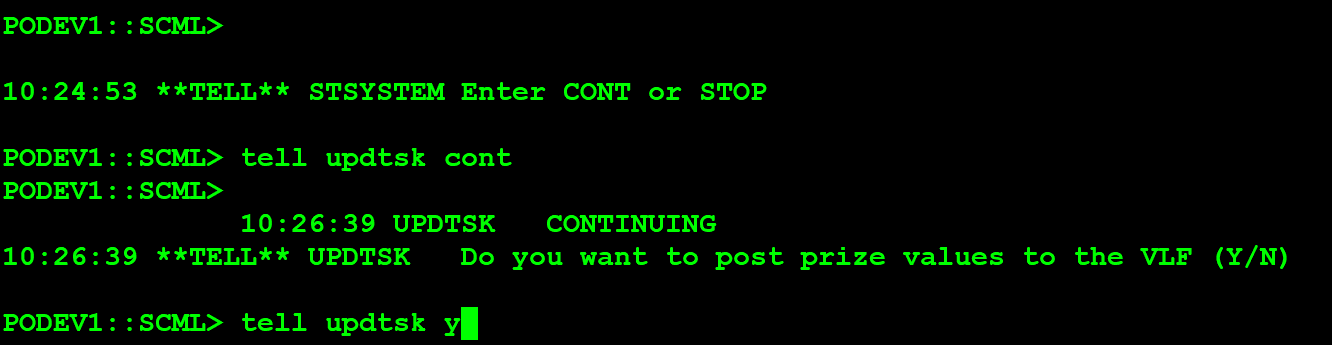 PODEV1::SCML>
10:24:53 **TELL** STSYSTEM Enter CONT or STOP
PODEV1::SCML> tell updtsk cont
PODEV1::SCML>
10:26:39 UPDTSK   CONTINUING
10:26:39 **TELL** UPDTSK   Do you want to post prize values to the VLF (Y/N)
PODEV1::SCML> tell updtsk y